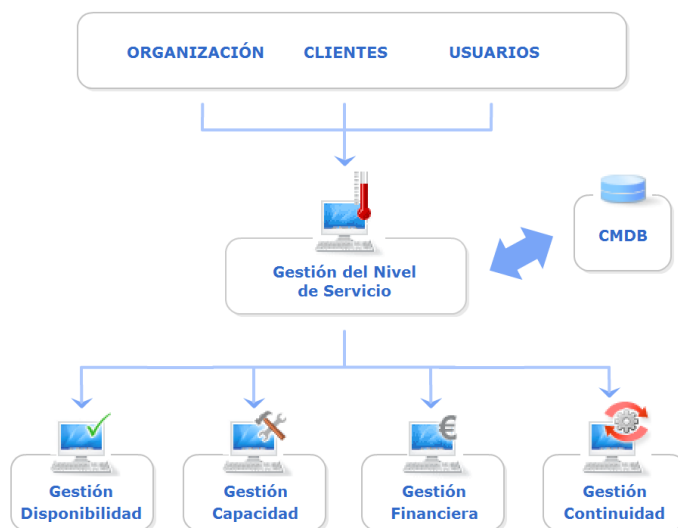 ORGANIZACIÓN CLIENTES USUARIOS
CMDB
Gestión del Nivel
de Servicio
Gestión Gestión Gestión Gestión
Disponibilidad Capacidad Financiera Continuidad